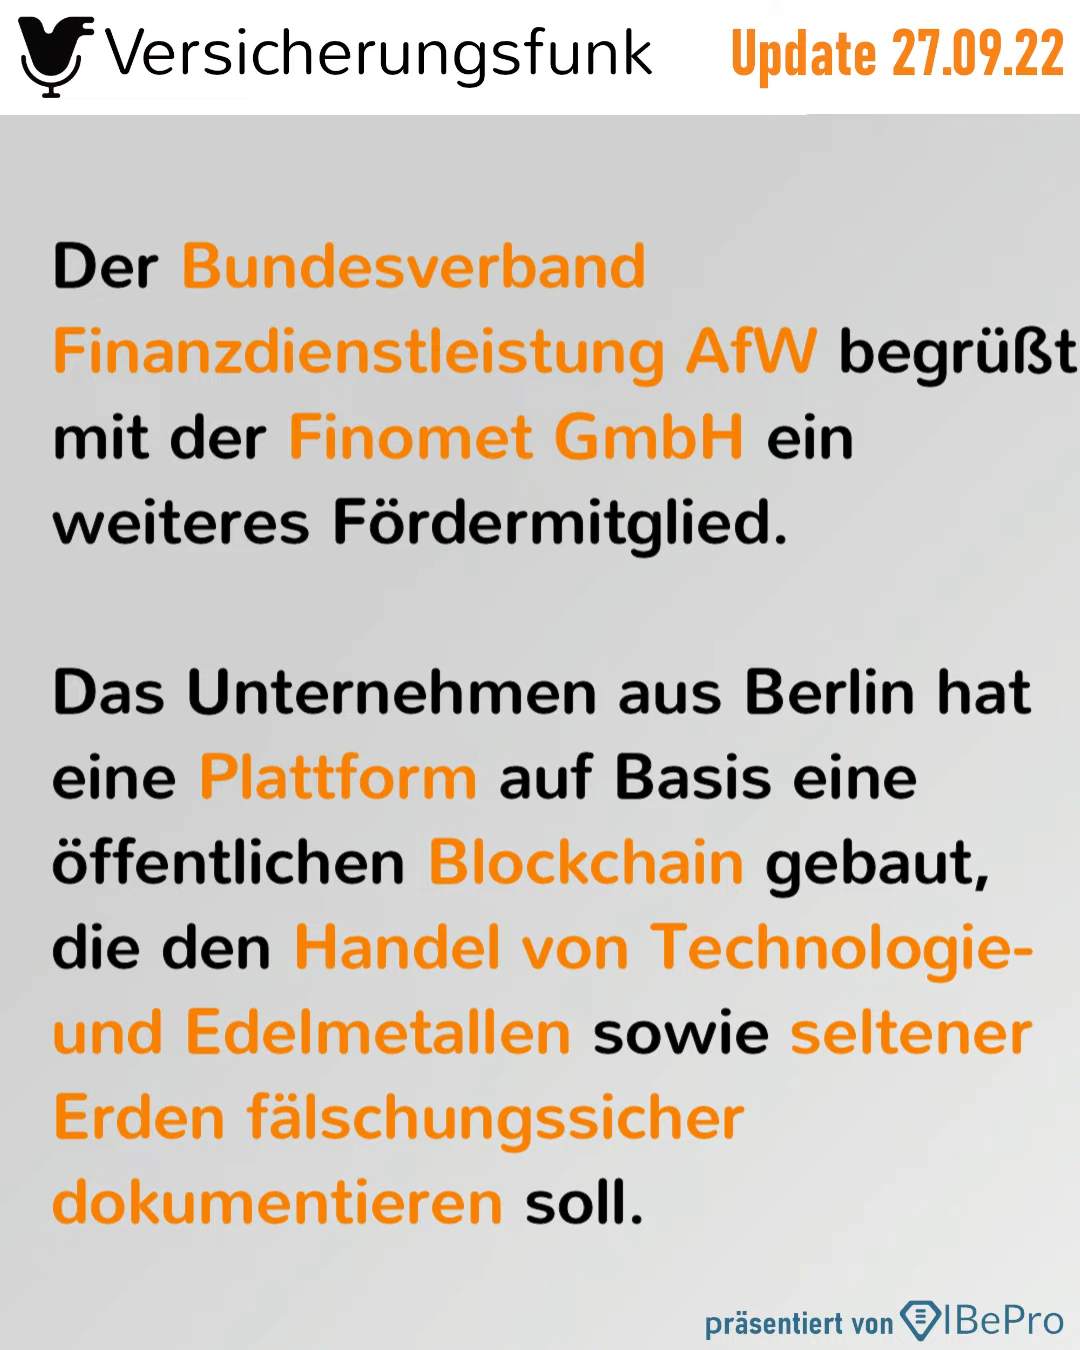 Versicherungsfunk
Update 27.09.22
Der Bundesverband
Finanzdienstleistung AfW begrüßt
mit der Finomet GmbH ein
weiteres Fördermitglied.
Das Unternehmen aus Berlin hat
eine Plattform auf Basis eine
öffentlichen Blockchain gebaut,
die den Handel von Technologie-
und Edelmetallen sowie seltener
Erden fälschungssicher
dokumentieren soll.
präsentiert von IBePro